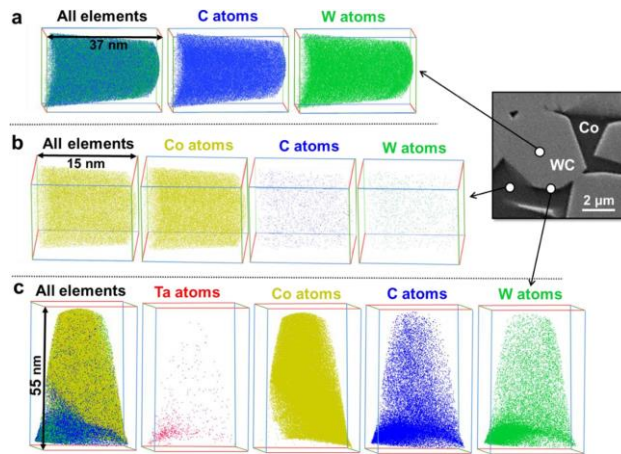 a All elements C atoms W atoms
37 nm
Co
WC
2 µm
b All elements Co atoms C atoms W atoms
15 nm
c All elements Ta atoms Co atoms C atoms W atoms
55 nm